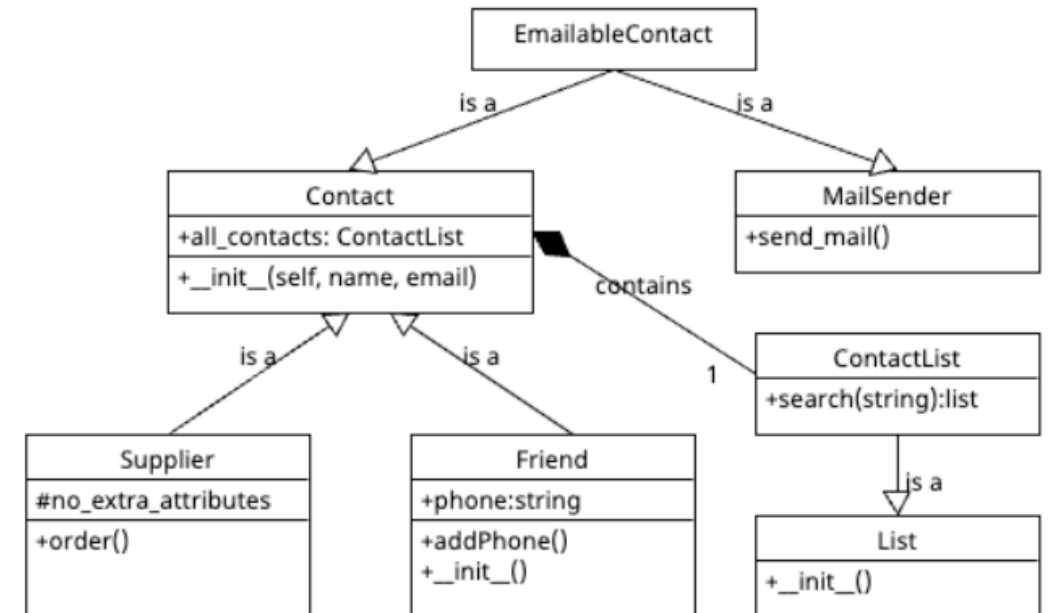 EmailableContact
is a
is a
Contact
+all_contacts: ContactList
+__init__(self, name, email)
MailSender
+send_mail()
contains
1
ContactList
+search(string):list
is a
is a
is a
Supplier
#no_extra_attributes
+order()
Friend
+phone:string
+addPhone()
+__init__()
List
+__init__()